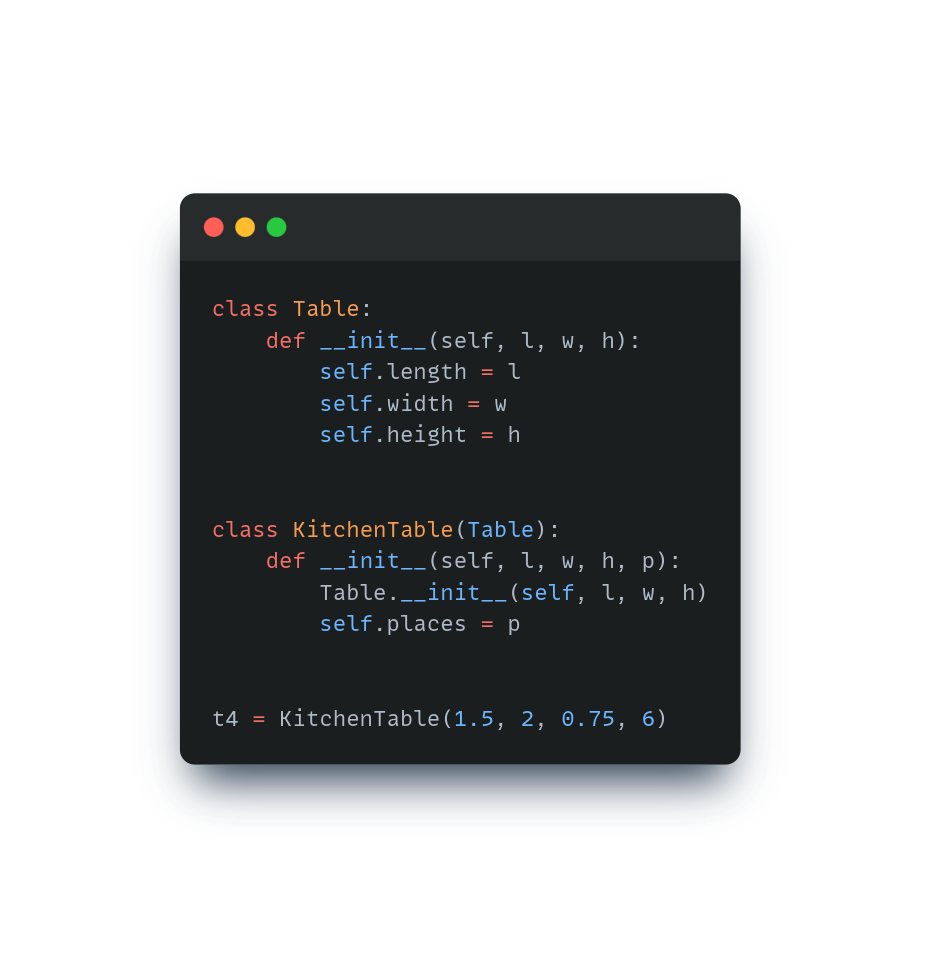 class Table:
    def __init__(self, l, w, h):
        self.length = l
        self.width = w
        self.height = h
class KitchenTable(Table):
    def __init__(self, l, w, h, p):
        Table.__init__(self, l, w, h)
        self.places = p
t4 = KitchenTable(1.5, 2, 0.75, 6)